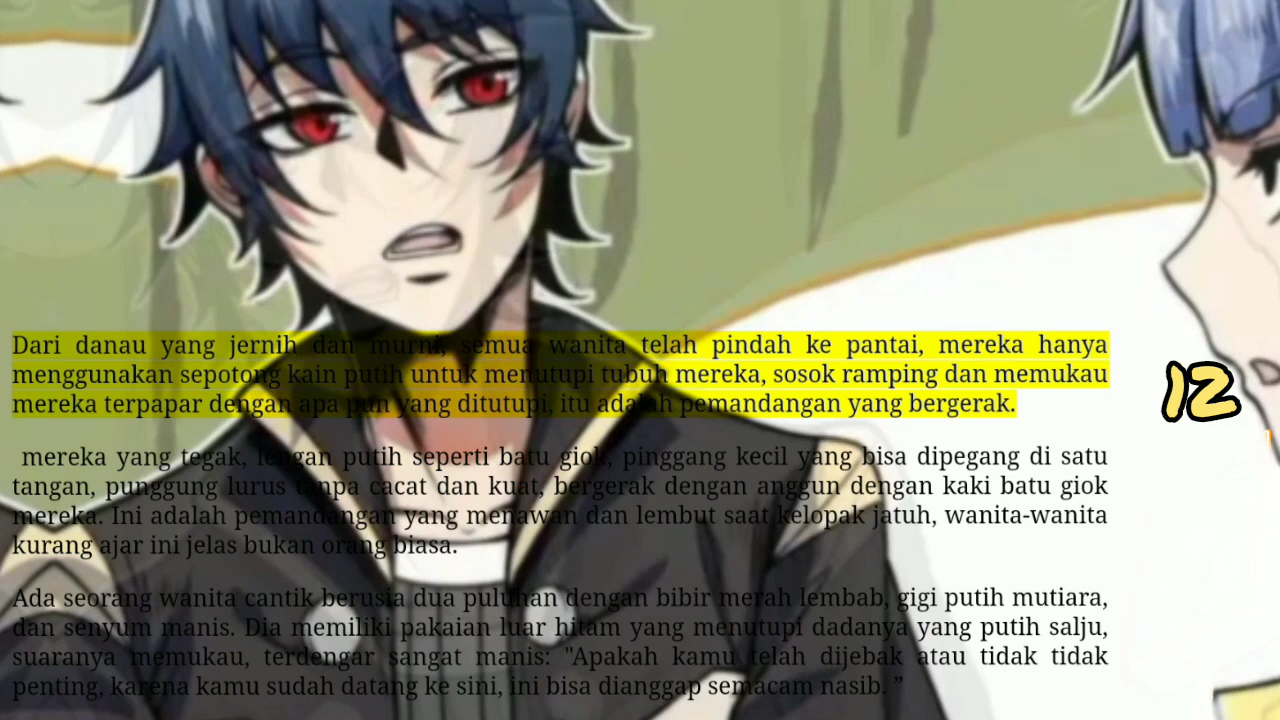 Dari danau yang jernih dan murni, semua wanita telah pindah ke pantai, mereka hanya
menggunakan sepotong kain putih untuk menutupi tubuh mereka, sosok ramping dan memukau
mereka terpapar dengan apa pun yang ditutupi, itu adalah pemandangan yang bergerak.
mereka yang tegak, lengan putih seperti batu giok, pinggang kecil yang bisa dipegang di satu
tangan, punggung lurus tanpa cacat dan kuat, bergerak dengan anggun dengan kaki batu giok
mereka. Ini adalah pemandangan yang menawan dan lembut saat kelopak jatuh, wanita-wanita
kurang ajar ini jelas bukan orang biasa.
Ada seorang wanita cantik berusia dua puluhan dengan bibir merah lembab, gigi putih mutiara,
dan senyum manis. Dia memiliki pakaian luar hitam yang menutupi dadanya yang putih salju,
suaranya memukau, terdengar sangat manis: "Apakah kamu telah dijebak atau tidak tidak
penting, karena kamu sudah datang ke sini, ini bisa dianggap semacam nasib. ”
12
1